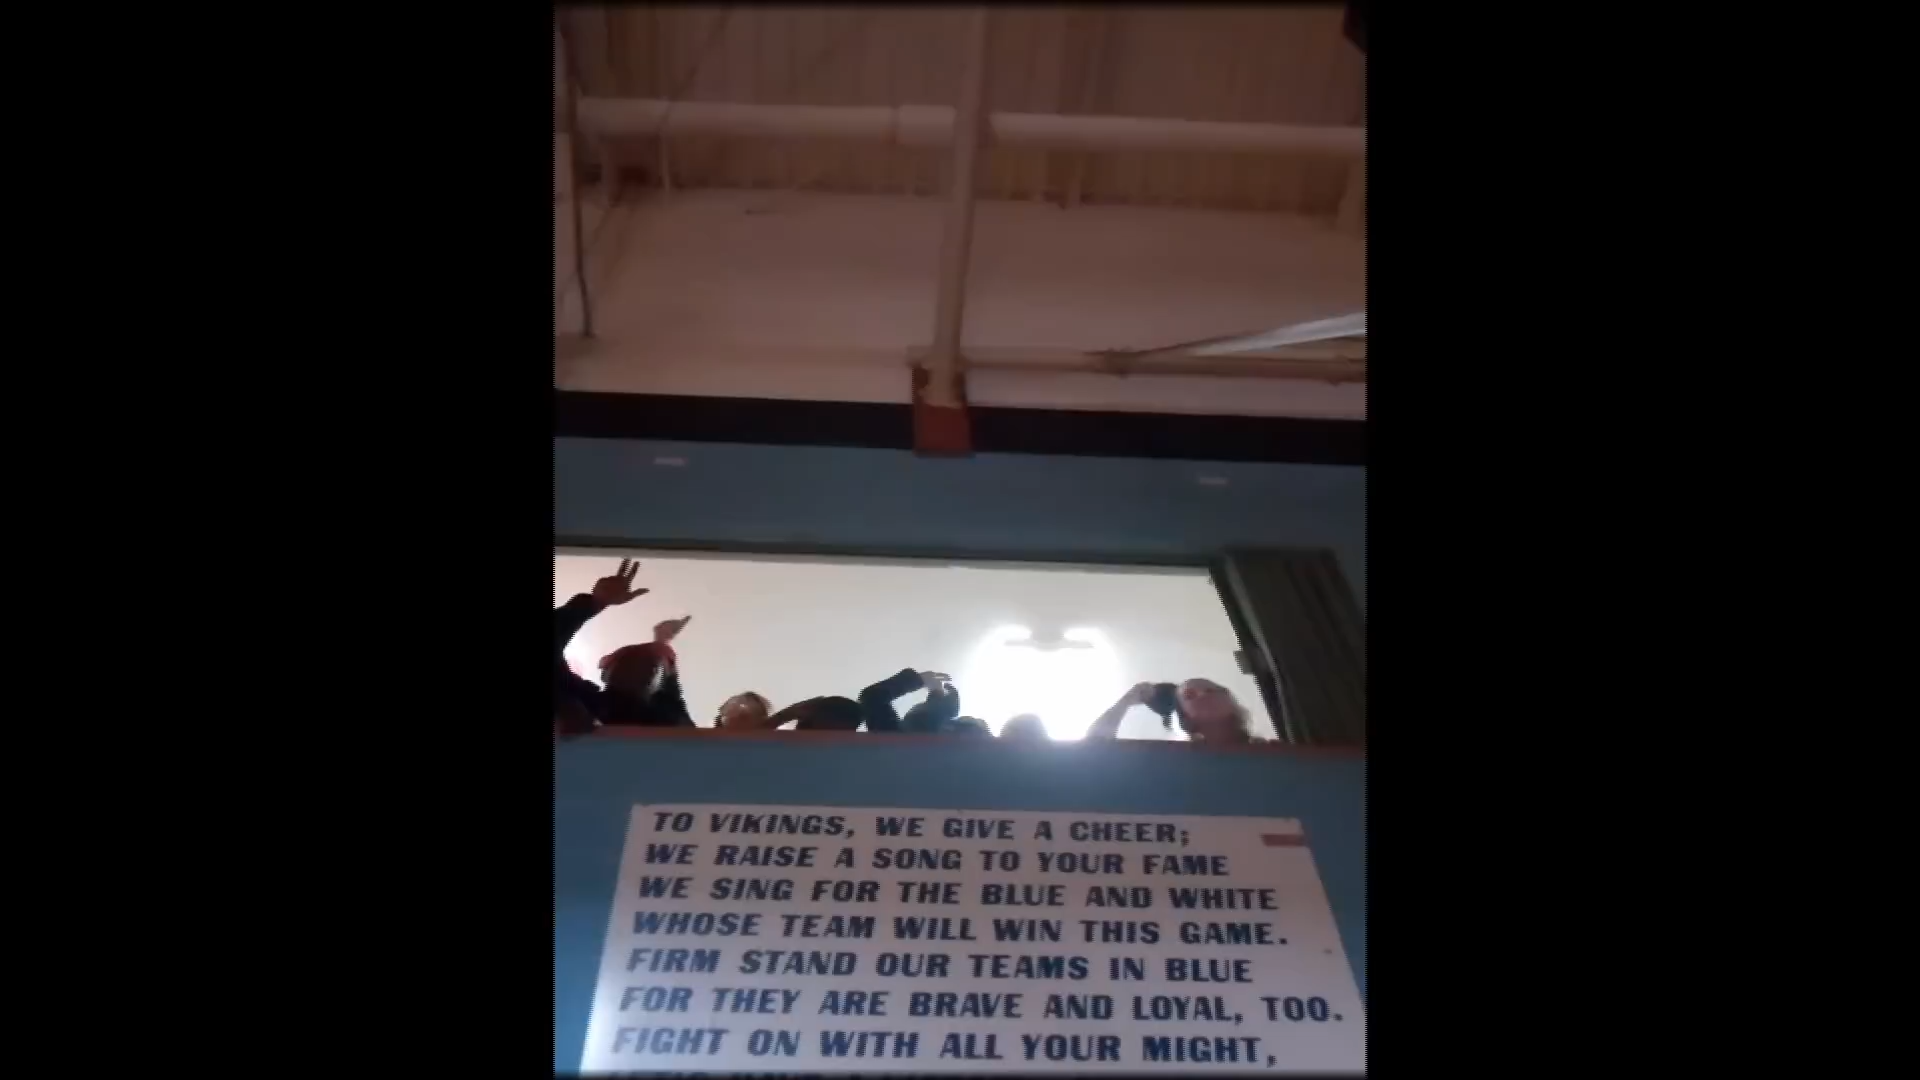 TO VIKINGS, WE GIVE A CHEER;
WE RAISE A SONG TO YOUR FAME
WE SING FOR THE BLUE AND WHITE
WHOSE TEAM WILL WIN THIS GAME.
FIRM STAND OUR TEAMS IN BLUE
FOR THEY ARE BRAVE AND LOYAL, TOO.
FIGHT ON WITH ALL YOUR MIGHT,